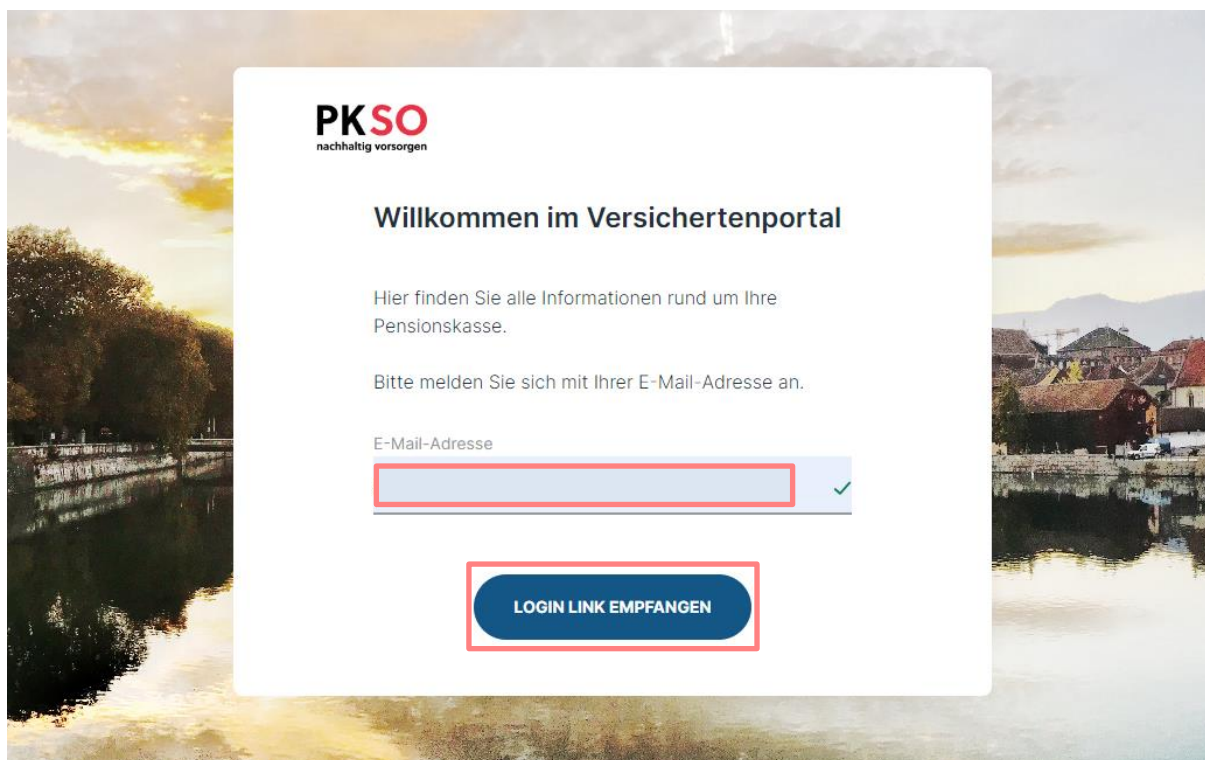 PKSO
nachhaltig vorsorgen
Willkommen im Versichertenportal
Hier finden Sie alle Informationen rund um Ihre
Pensionskasse.
Bitte melden Sie sich mit Ihrer E-Mail-Adresse an.
E-Mail-Adresse
LOGIN LINK EMPFANGEN